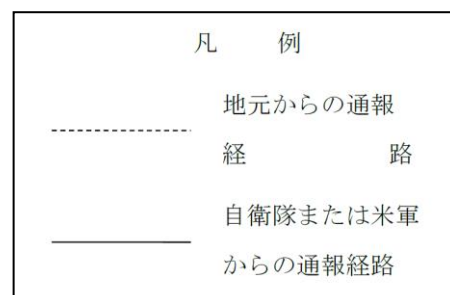 凡　　例
地元からの通報
経　　　　　路
自衛隊または米軍
からの通報経路